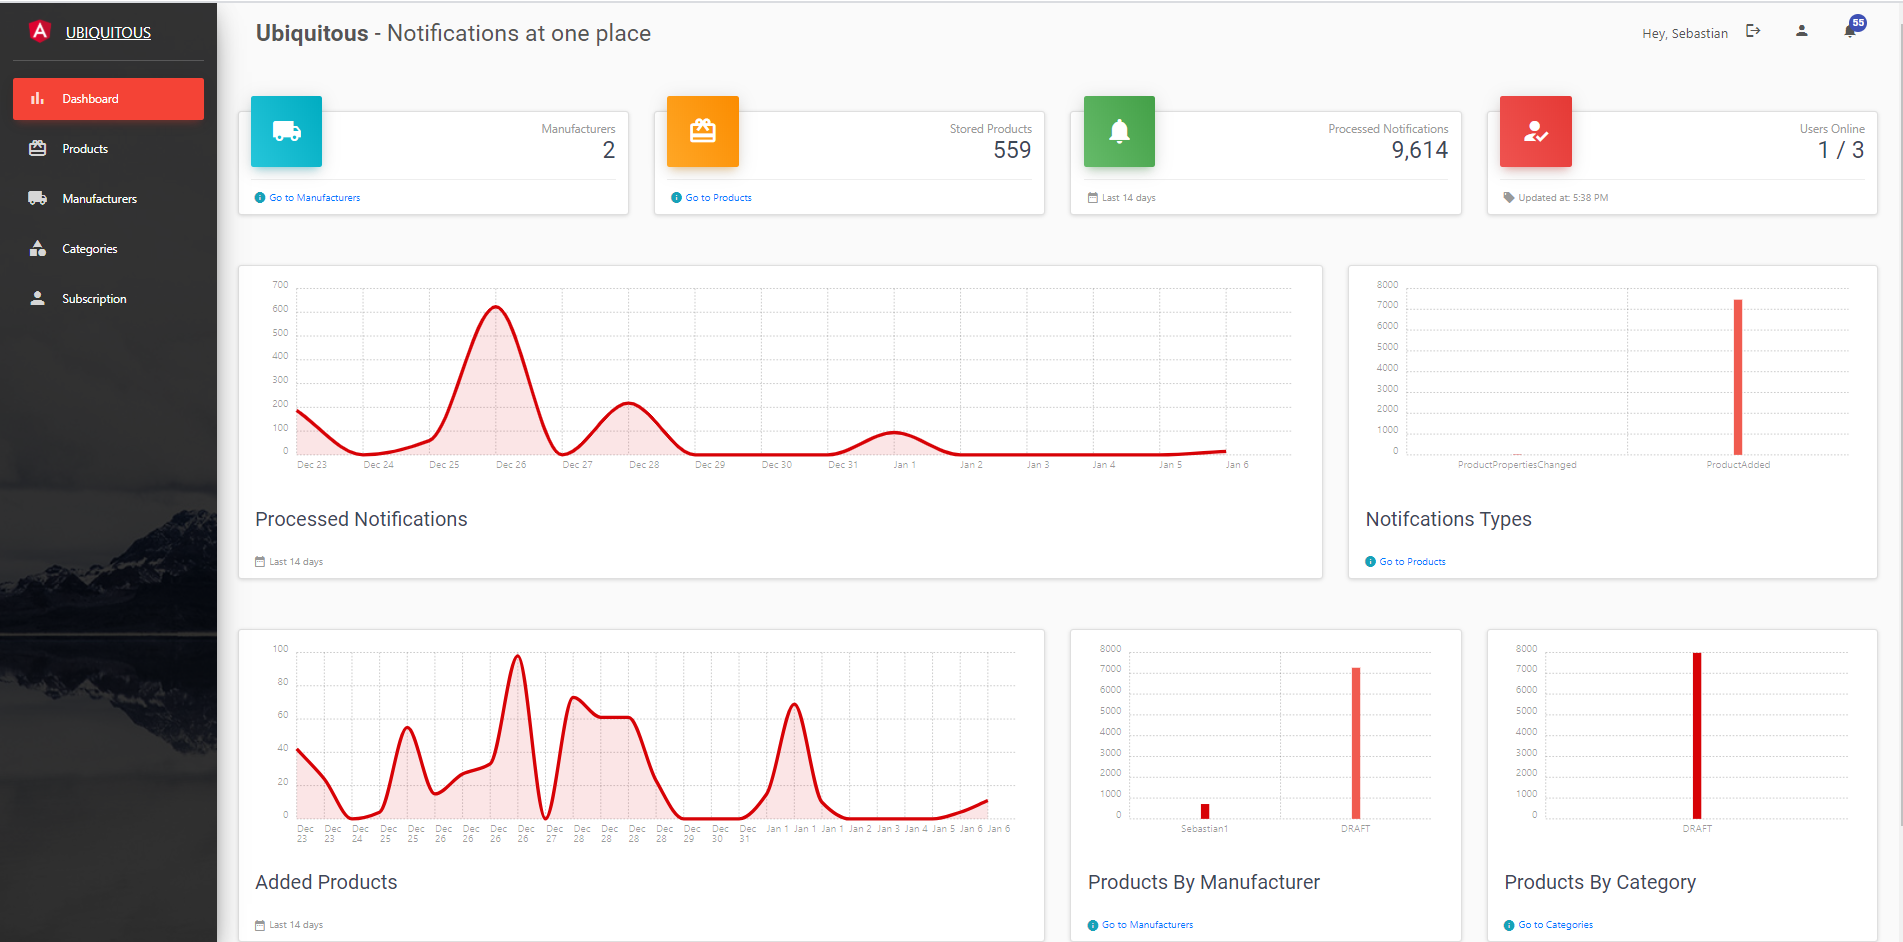 UBIQUITOUS
Dashboard
Products
Manufacturers
Categories
Subscription
Ubiquitous - Notifications at one place
Hey, Sebastian
55
Manufacturers
2
Go to Manufacturers
Stored Products
559
Go to Products
Processed Notifications
9,614
Last 14 days
Users Online
1 / 3
Updated at: 5:38 PM
700
600
500
400
300
200
100
0
Dec 23 Dec 24 Dec 25 Dec 26 Dec 27 Dec 28 Dec 29 Dec 30 Dec 31 Jan 1 Jan 2 Jan 3 Jan 4 Jan 5 Jan 6
Processed Notifications
Last 14 days
8000
7000
6000
5000
4000
3000
2000
1000
0
ProductPropertiesChanged ProductAdded
Notifcations Types
Go to Products
100
80
60
40
20
0
Dec Dec Dec Dec Dec Dec Dec Dec Dec Dec Dec Dec Dec Dec Dec Dec Dec Jan 1 Jan 1 Jan 1 Jan 2 Jan 3 Jan 4 Jan 5 Jan 6 Jan 6
23 23 24 25 25 26 26 26 26 27 28 28 28 28 29 30 31
Added Products
Last 14 days
8000
7000
6000
5000
4000
3000
2000
1000
0
Sebastian1 DRAFT
Products By Manufacturer
Go to Manufacturers
8000
7000
6000
5000
4000
3000
2000
1000
0
DRAFT
Products By Category
Go to Categories